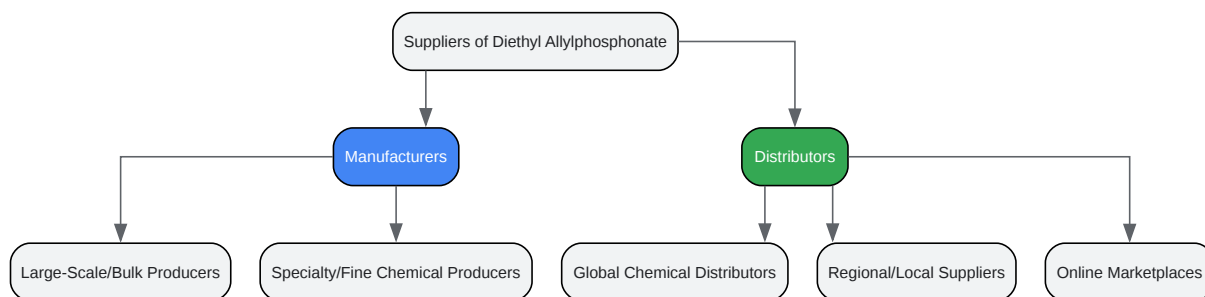 Suppliers of Diethyl Allylphosphonate
Manufacturers
Distributors
Large-Scale/Bulk Producers
Specialty/Fine Chemical Producers
Global Chemical Distributors
Regional/Local Suppliers
Online Marketplaces